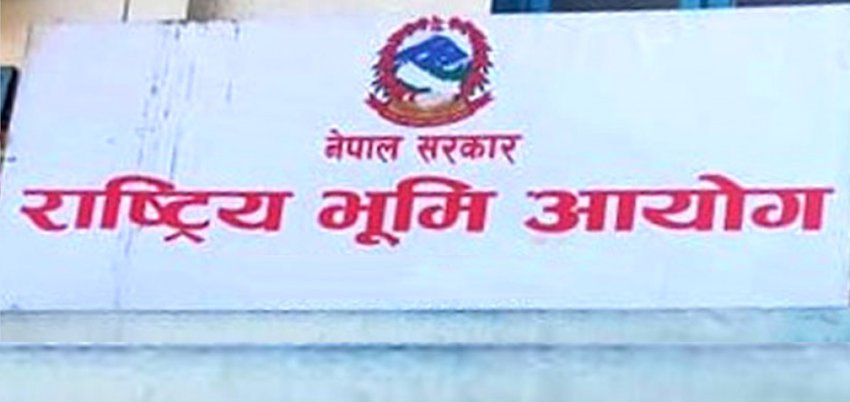 नेपाल सरकार
राष्ट्रिय भूमि आयोग